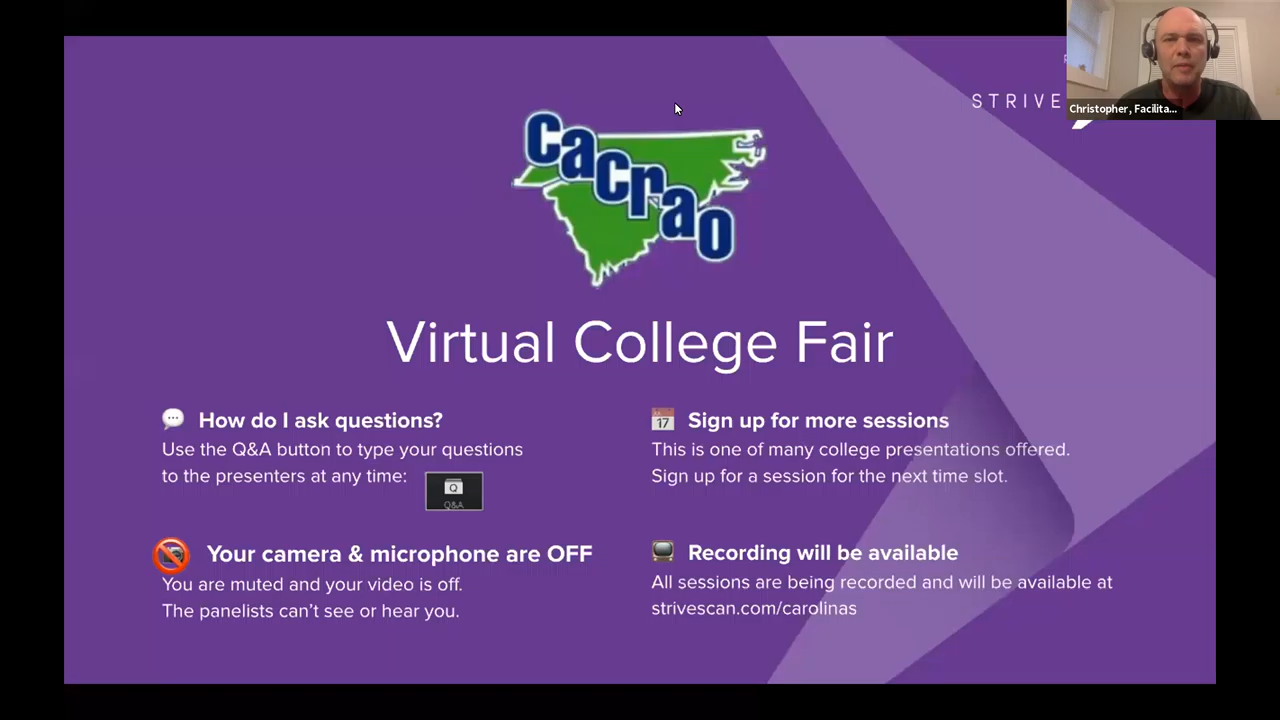 STRIVE
Christopher, Facilita...
cacrao
Virtual College Fair
How do I ask questions?
Use the Q&A button to type your questions
to the presenters at any time:
Q
Q&A
Your camera & microphone are OFF
You are muted and your video is off.
The panelists can't see or hear you.
17
Sign up for more sessions
This is one of many college presentations offered.
Sign up for a session for the next time slot.
Recording will be available
All sessions are being recorded and will be available at
strivescan.com/carolinas